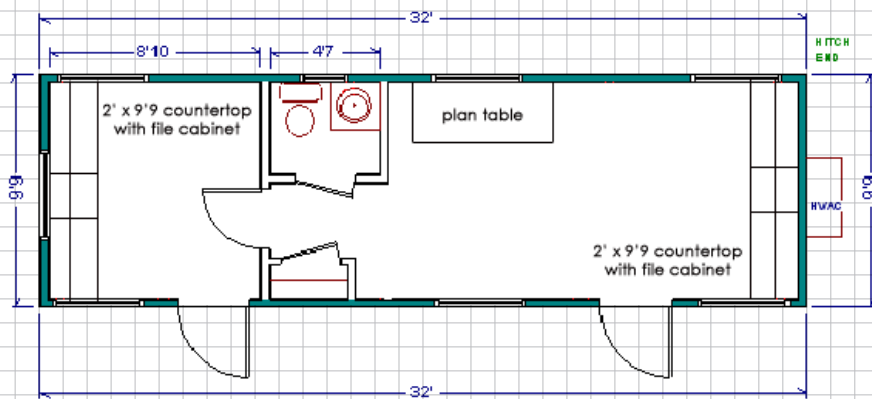 32'
HITCH
END
8'10
4'7
2' x 9'9 countertop
with file cabinet
plan table
9'9
9'9
HVAC
2' x 9'9 countertop
with file cabinet
32'